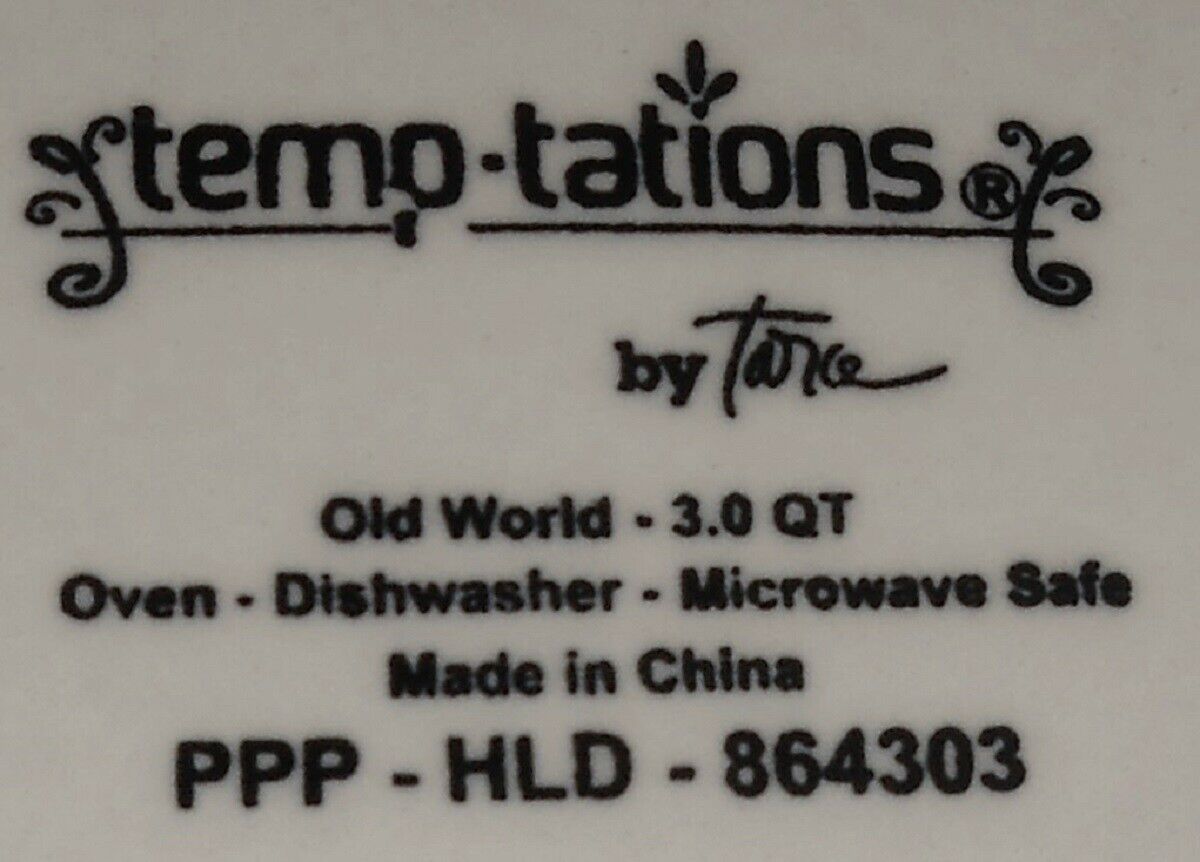 temp-tations®
by Tara
Old World - 3.0 QT
Oven - Dishwasher - Microwave Safe
Made in China
PPP - HLD - 864303